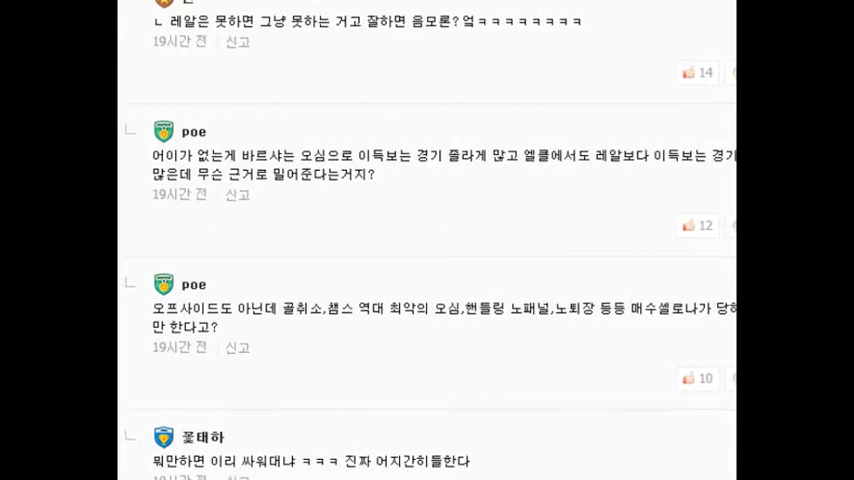 ㄴ 레알은 못하면 그냥 못하는 거고 잘하면 음모론? 엌ㅋㅋㅋㅋㅋㅋㅋㅋ
19시간 전 신고
14
poe
어이가 없는게 바르샤는 오심으로 이득보는 경기 쫄라게 많고 엘클에서도 레알보다 이득보는 경기
많은데 무슨 근거로 밀어준다는거지?
19시간 전 신고
12
poe
오프사이드도 아닌데 골취소,챔스 역대 최악의 오심,핸들링 노패널,노퇴장 등등 매수셀로나가 당하
만 한다고?
19시간 전 신고
10
꽃태하
뭐만하면 이리 싸워대냐 ㅋㅋㅋ 진짜 어지간히들한다